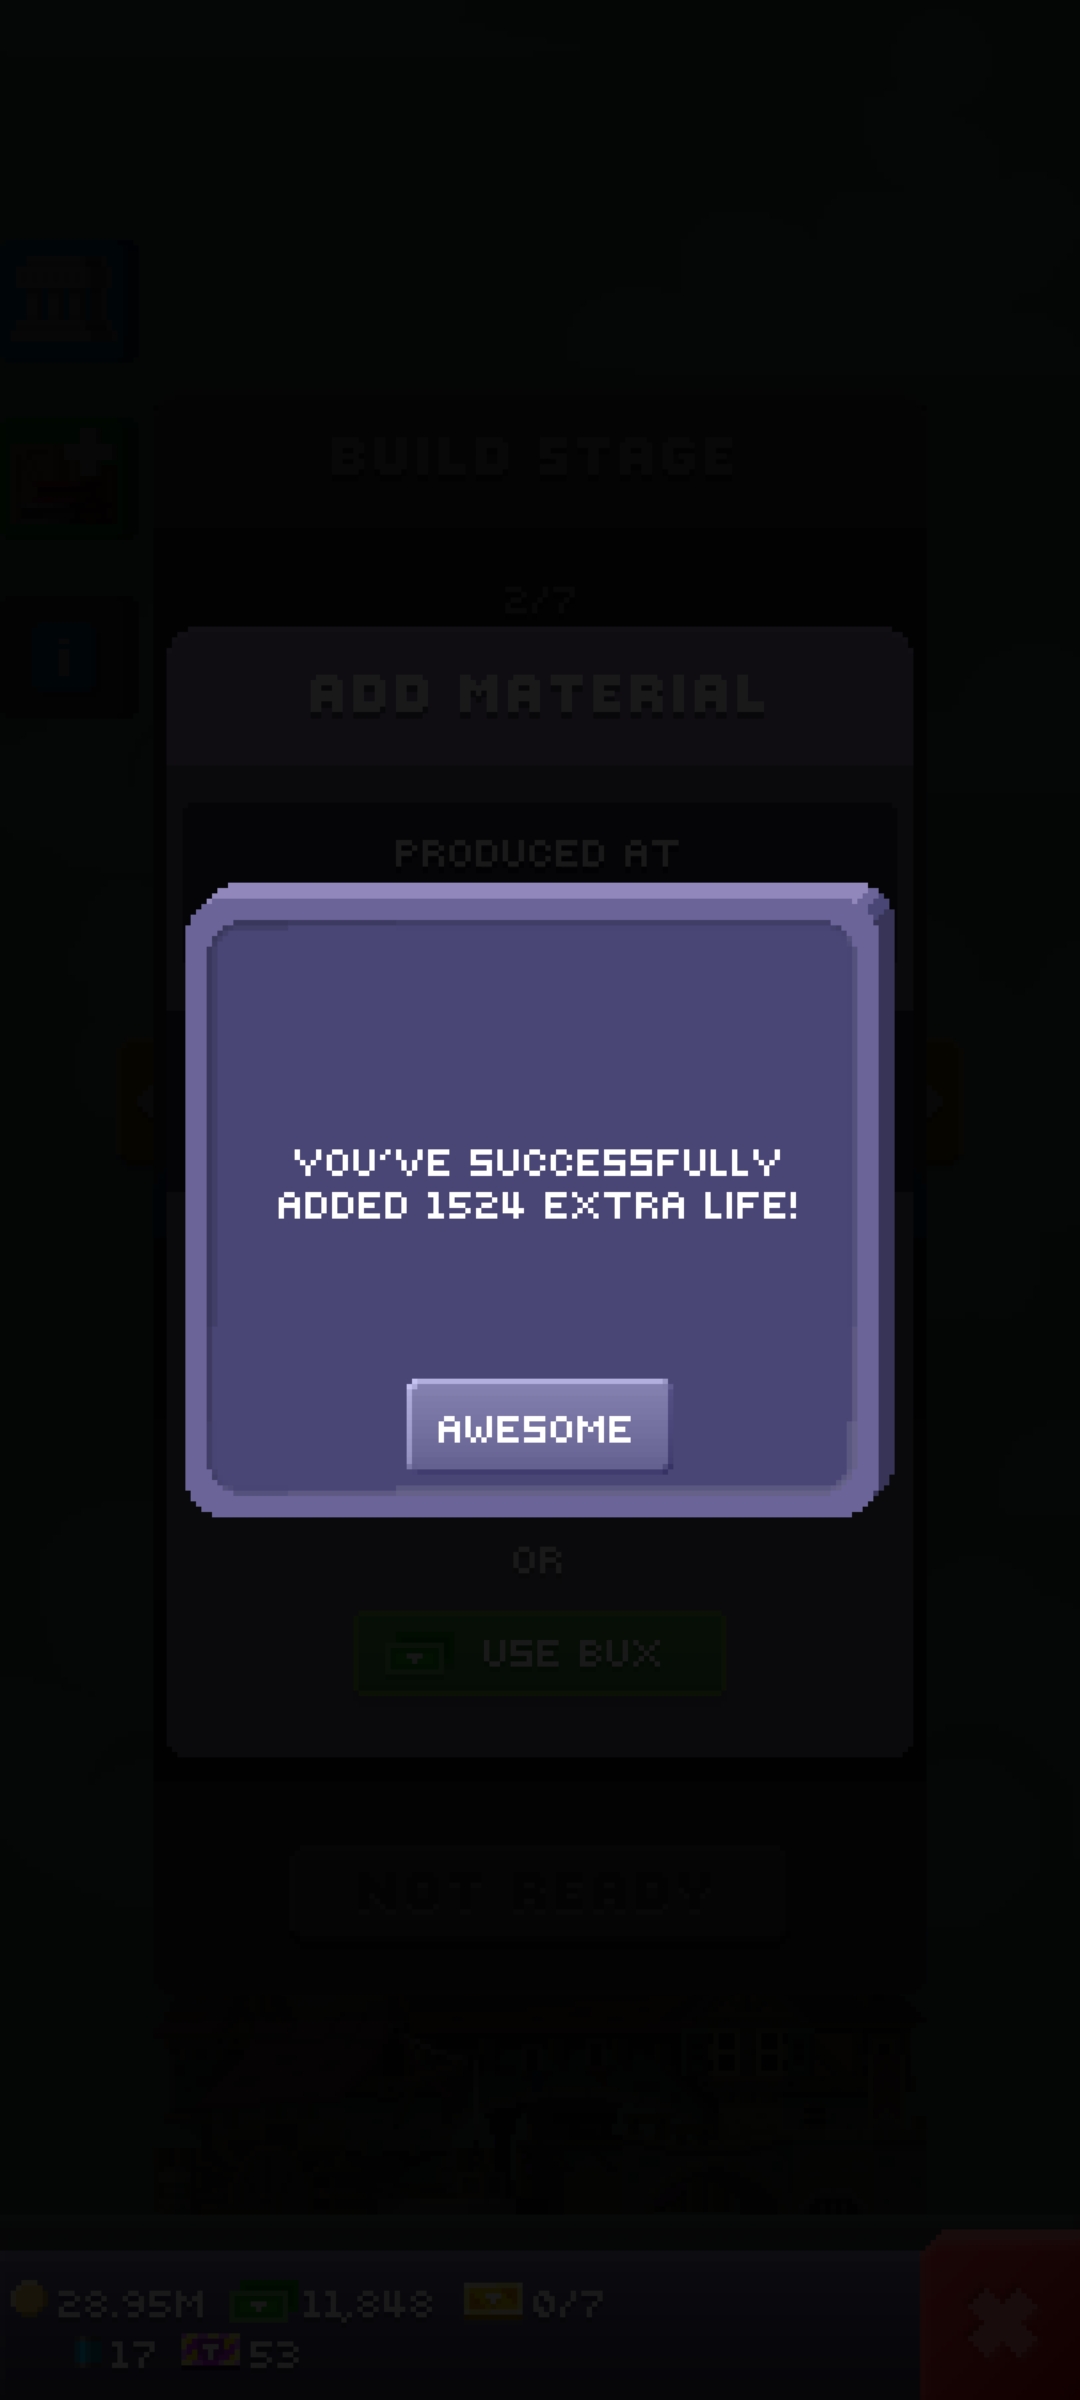 BUILD STAGE
2/7
ADD MATERIAL
PRODUCED AT
YOU'VE SUCCESSFULLY
ADDED 1524 EXTRA LIFE!
AWESOME
OR
USE BUX
NOT READY
28.95M 11,848 0/7
17 53